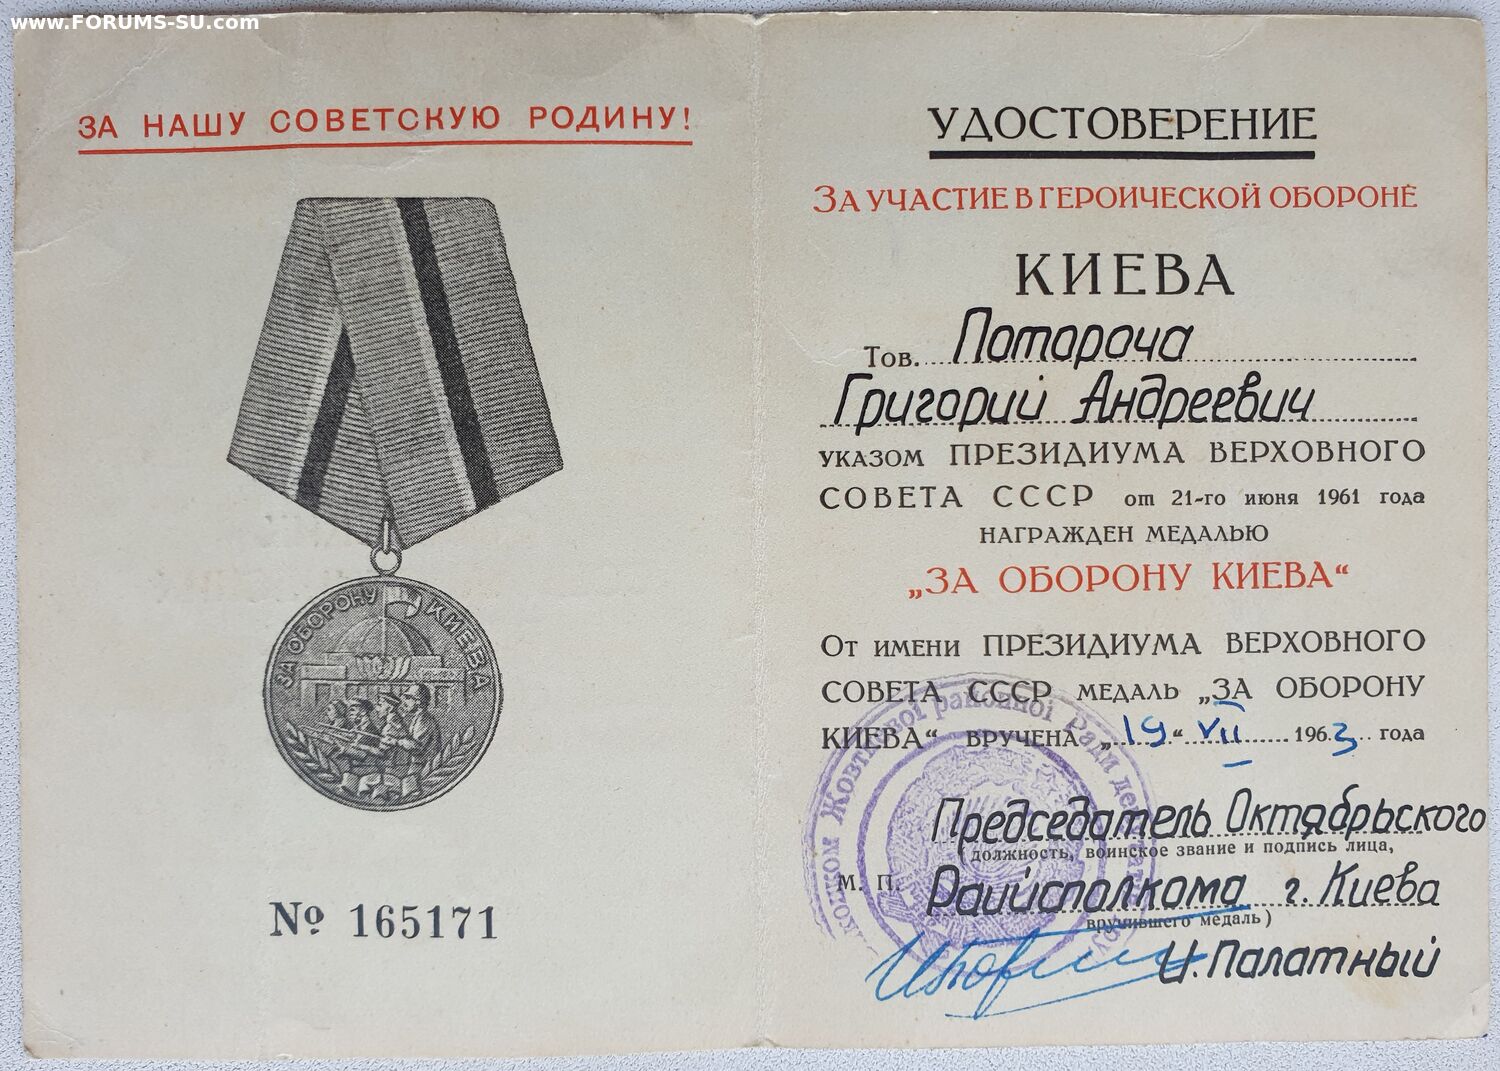 www.FORUMS-SU.com
ЗА НАШУ СОВЕТСКУЮ РОДИНУ!
ЗА ОБОРОНУ КИЕВА
№ 165171
УДОСТОВЕРЕНИЕ
ЗА УЧАСТИЕ В ГЕРОИЧЕСКОЙ ОБОРОНЕ
КИЕВА
Тов. Потороча
Григорий Андреевич
УКАЗОМ ПРЕЗИДИУМА ВЕРХОВНОГО
СОВЕТА СССР от 21-го июня 1961 года
НАГРАЖДЕН МЕДАЛЬЮ
„ЗА ОБОРОНУ КИЕВА“
От имени ПРЕЗИДИУМА ВЕРХОВНОГО
СОВЕТА СССР медаль „ЗА ОБОРОНУ
КИЕВА“ вручена „19“ VII 1963 года
Председатель Октябрьского
(должность, воинское звание и подпись лица,
М. П. Райисполкома г. Киева
вручившего медаль)
И. Палатный
районної Ради